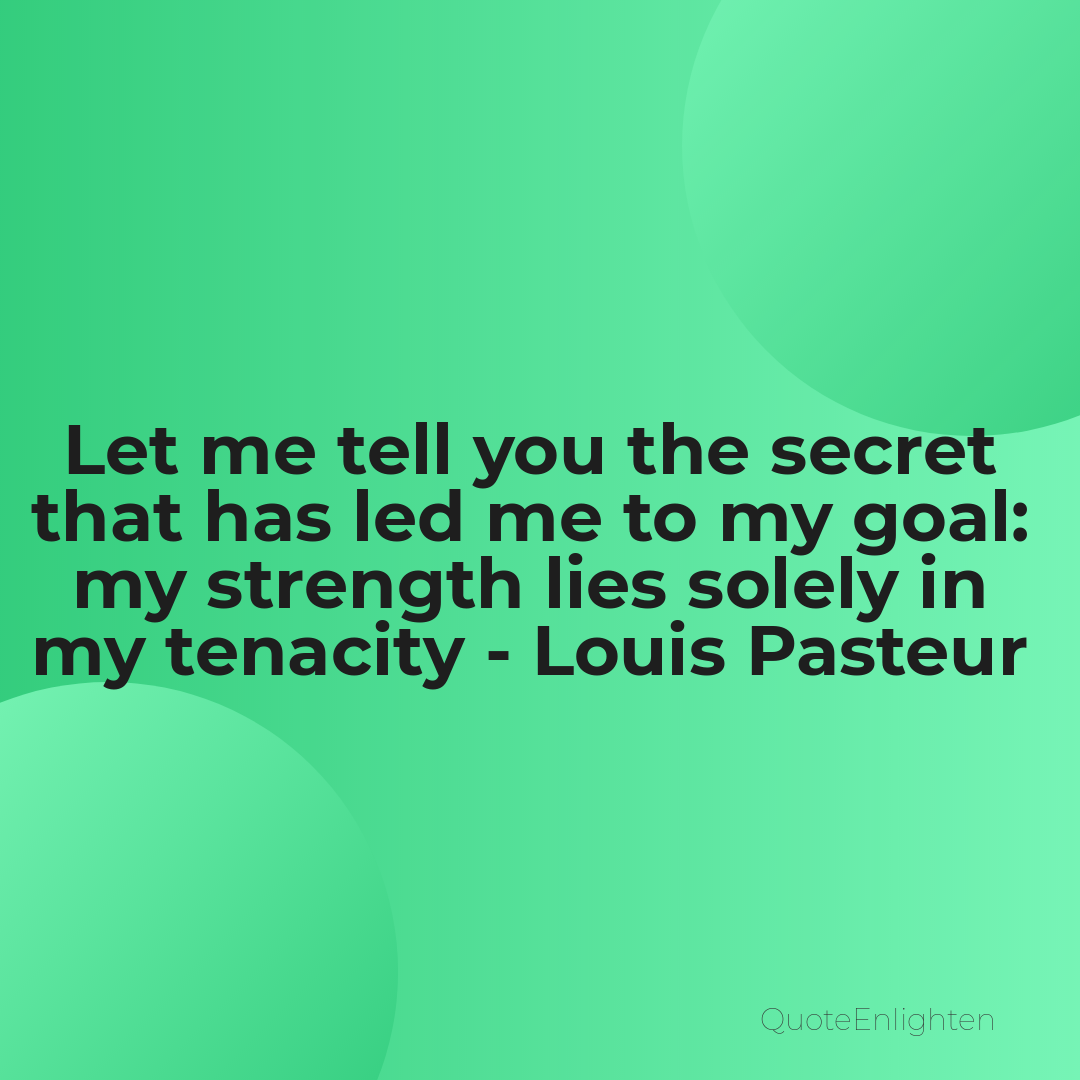 Let me tell you the secret
that has led me to my goal:
my strength lies solely in
my tenacity - Louis Pasteur
QuoteEnlighten